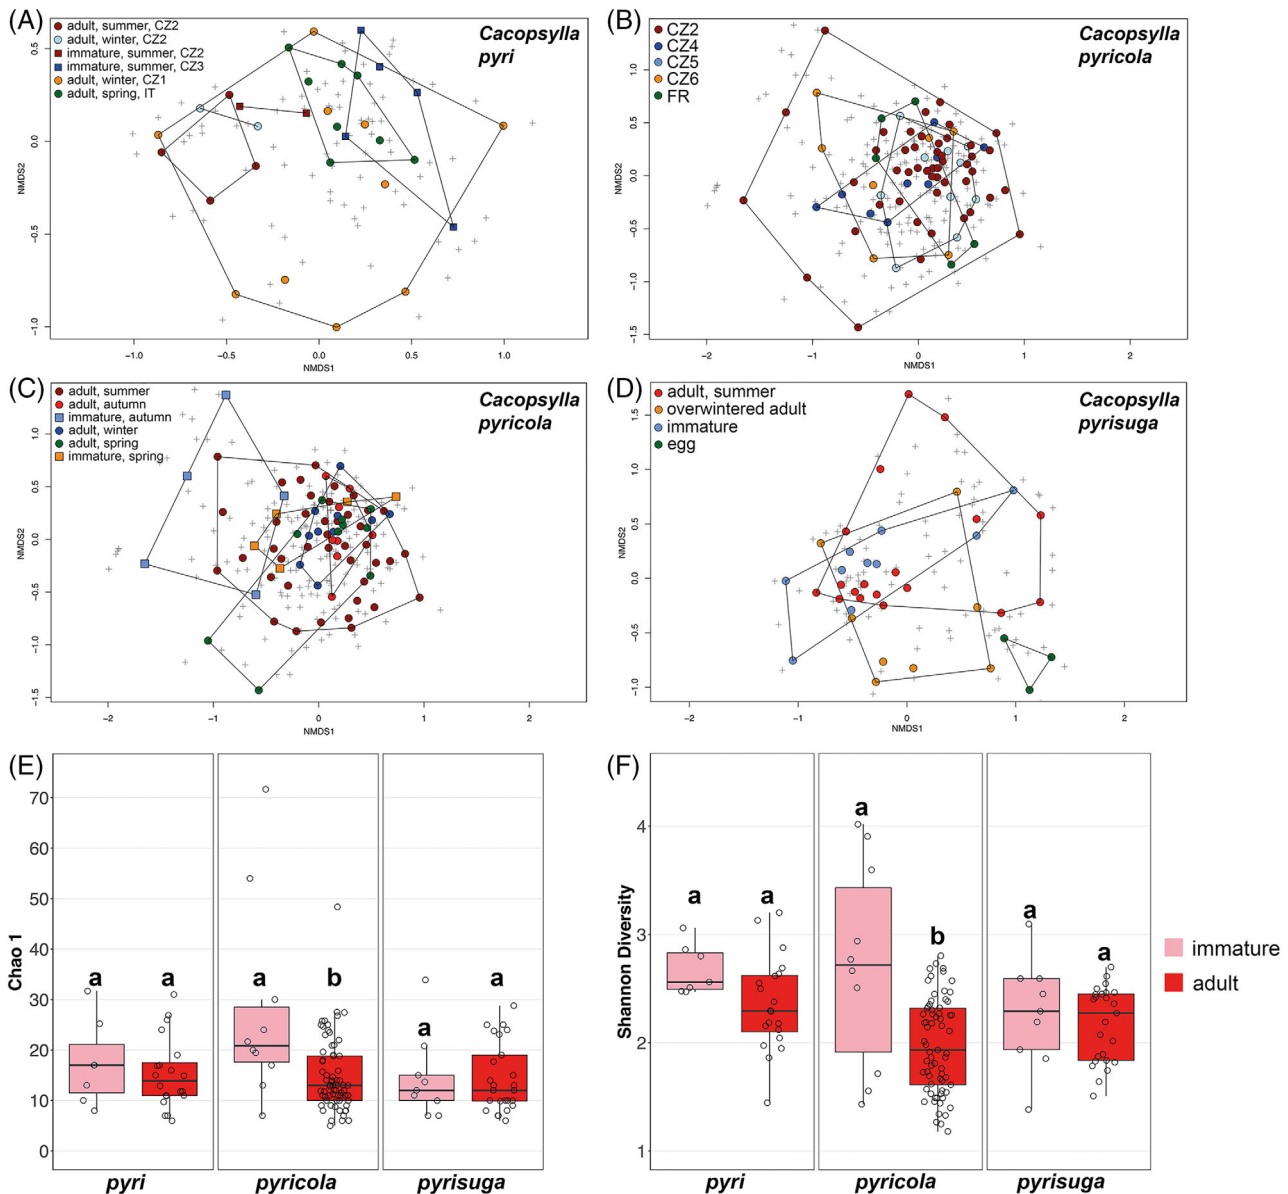 (A)
adult, summer, CZ2
adult, winter, CZ2
immature, summer, CZ2
immature, summer, CZ3
adult, winter, CZ1
adult, spring, IT
Cacopsylla
pyri
NMDS2
0.5
0.0
−0.5
−1.0
−1.0
−0.5
0.0
0.5
1.0
NMDS1
(B)
CZ2
CZ4
CZ5
CZ6
FR
Cacopsylla
pyricola
NMDS2
1.0
0.5
0.0
−0.5
−1.0
−1.5
−2
−1
0
1
2
NMDS1
(C)
adult, summer
adult, autumn
immature, autumn
adult, winter
adult, spring
immature, spring
Cacopsylla
pyricola
NMDS2
1.0
0.5
0.0
−0.5
−1.0
−1.5
−2
−1
0
1
2
NMDS1
(D)
adult, summer
overwintered adult
immature
egg
Cacopsylla
pyrisuga
NMDS2
1.5
1.0
0.5
0.0
−0.5
−1.0
−2
−1
0
1
2
NMDS1
(E)
Chao 1
70
60
50
40
30
20
10
0
a
a
a
b
a
a
pyri
pyricola
pyrisuga
(F)
Shannon Diversity
4
3
2
1
a
a
a
b
a
a
pyri
pyricola
pyrisuga
immature
adult